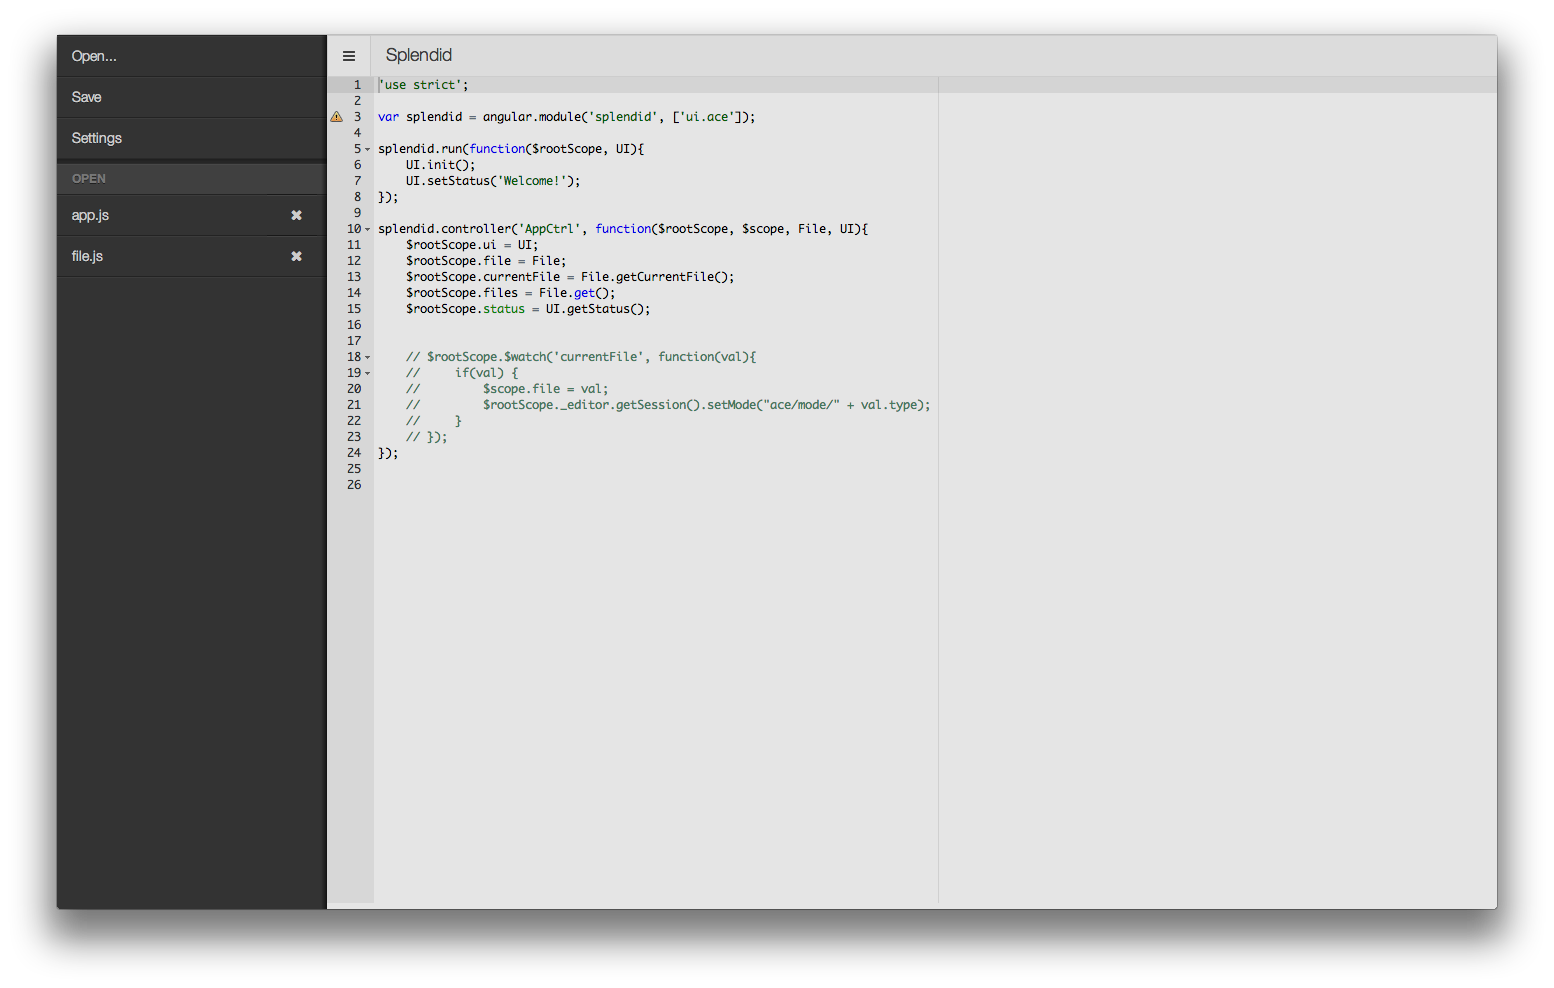 Open...
Save
Settings
OPEN
app.js
file.js
Splendid
1 'use strict';
2
3 var splendid = angular.module('splendid', ['ui.ace']);
4
5 splendid.run(function($rootScope, UI){
6     UI.init();
7     UI.setStatus('Welcome!');
8 });
9
10 splendid.controller('AppCtrl', function($rootScope, $scope, File, UI){
11     $rootScope.ui = UI;
12     $rootScope.file = File;
13     $rootScope.currentFile = File.getCurrentFile();
14     $rootScope.files = File.get();
15     $rootScope.status = UI.getStatus();
16
17
18     // $rootScope.$watch('currentFile', function(val){
19     //     if(val) {
20     //         $scope.file = val;
21     //         $rootScope._editor.getSession().setMode("ace/mode/" + val.type);
22     //     }
23     // });
24 });
25
26